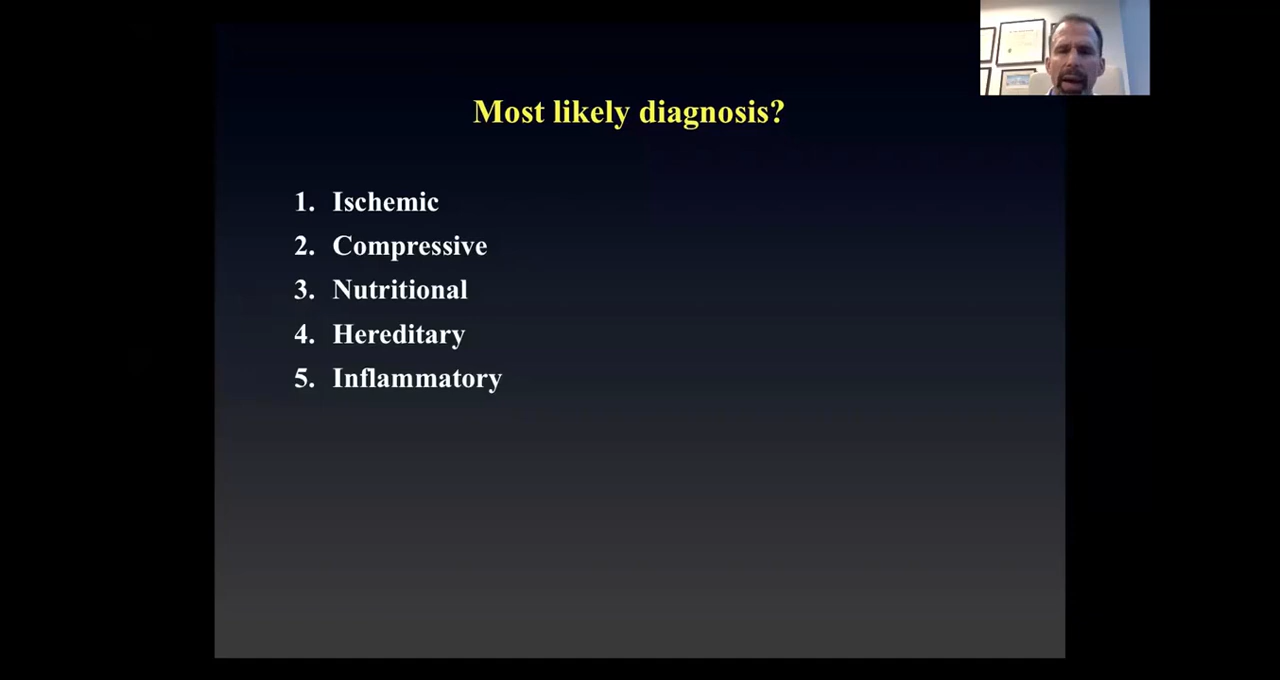 Most likely diagnosis?
1. Ischemic
2. Compressive
3. Nutritional
4. Hereditary
5. Inflammatory